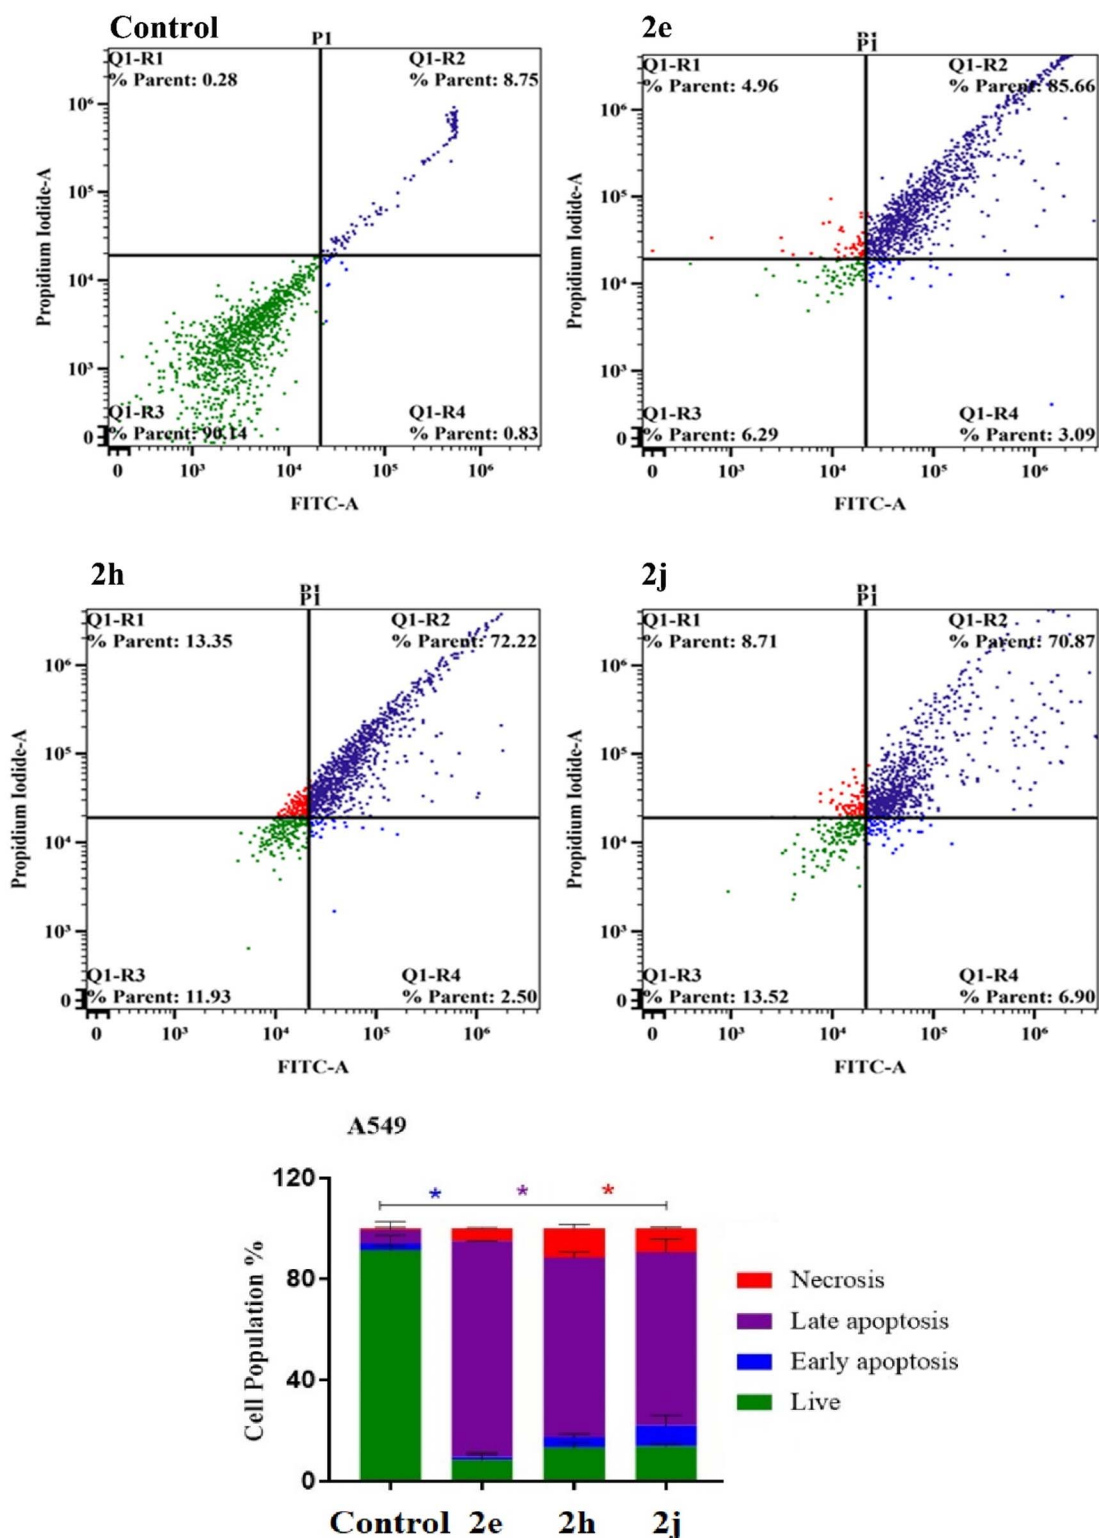 Control
P1
Q1-R1
% Parent: 0.28
Q1-R2
% Parent: 8.75
10⁶
10⁵
10⁴
10³
0
Propidium Iodide-A
Q1-R3
% Parent: 90.14
Q1-R4
% Parent: 0.83
0 10³ 10⁴ 10⁵ 10⁶
FITC-A
2e
P1
Q1-R1
% Parent: 4.96
Q1-R2
% Parent: 85.66
10⁶
10⁵
10⁴
10³
0
Propidium Iodide-A
Q1-R3
% Parent: 6.29
Q1-R4
% Parent: 3.09
0 10³ 10⁴ 10⁵ 10⁶
FITC-A
2h
P1
Q1-R1
% Parent: 13.35
Q1-R2
% Parent: 72.22
10⁶
10⁵
10⁴
10³
0
Propidium Iodide-A
Q1-R3
% Parent: 11.93
Q1-R4
% Parent: 2.50
0 10³ 10⁴ 10⁵ 10⁶
FITC-A
2j
P1
Q1-R1
% Parent: 8.71
Q1-R2
% Parent: 70.87
10⁶
10⁵
10⁴
10³
0
Propidium Iodide-A
Q1-R3
% Parent: 13.52
Q1-R4
% Parent: 6.90
0 10³ 10⁴ 10⁵ 10⁶
FITC-A
A549
120
80
40
0
Cell Population %
* * *
Necrosis
Late apoptosis
Early apoptosis
Live
Control 2e 2h 2j